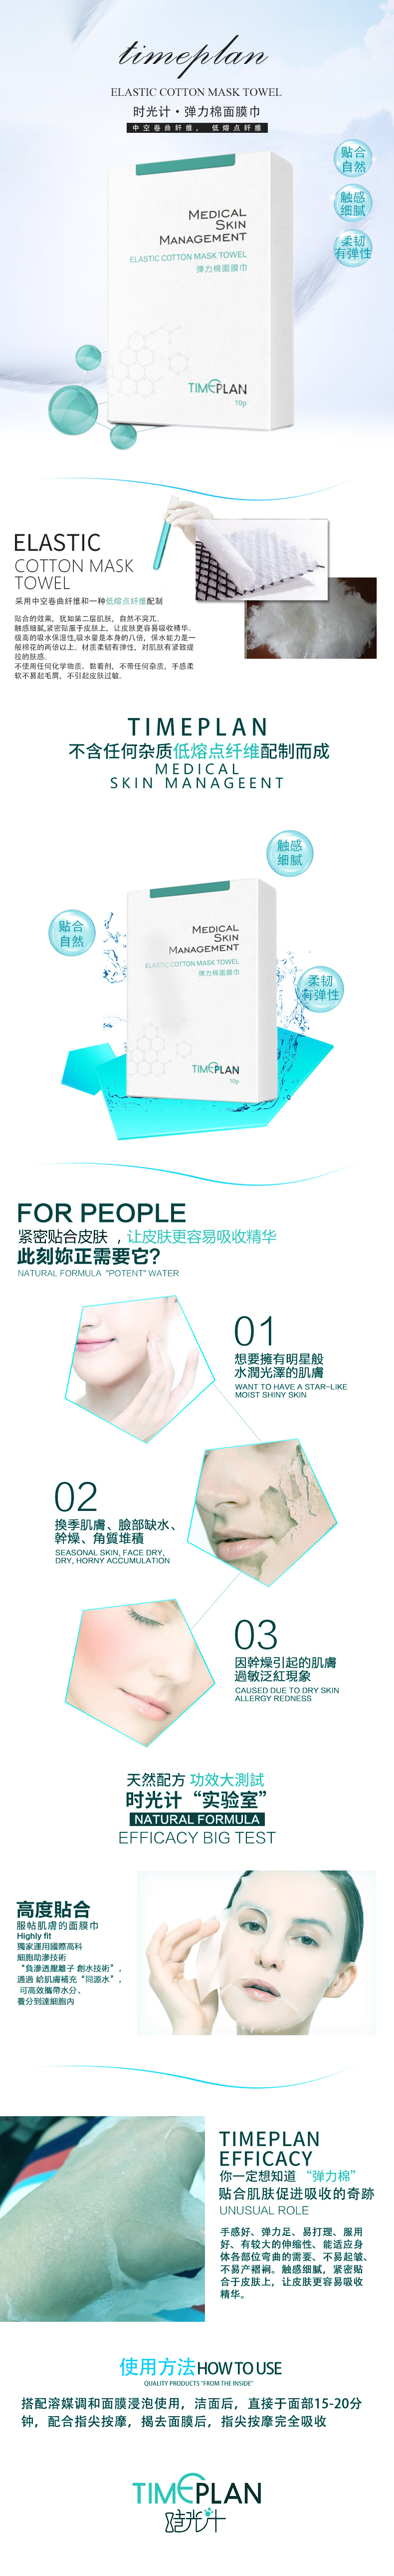 timeplan
ELASTIC COTTON MASK TOWEL
时光计·弹力棉面膜巾
中空卷曲纤维，低熔点纤维
贴合
自然
触感
细腻
柔韧
有弹性
MEDICAL
SKIN
MANAGEMENT
ELASTIC COTTON MASK TOWEL
弹力棉面膜巾
TIMEPLAN
10p
ELASTIC
COTTON MASK
TOWEL
采用中空卷曲纤维和一种低熔点纤维配制
贴合的效果，犹如第二层肌肤，自然不突兀。
触感细腻,紧密贴服于皮肤上，让皮肤更容易吸收精华。
极高的吸水保湿性,吸水量是本身的八倍，保水能力是一
般棉花的两倍以上。材质柔韧有弹性，对肌肤有紧致提
拉的肤感。
不使用任何化学物质、黏着剂，不带任何杂质，手感柔
软不易起毛屑，不引起皮肤过敏。
TIMEPLAN
不含任何杂质低熔点纤维配制而成
MEDICAL
SKIN MANAGEENT
触感
细腻
贴合
自然
柔韧
有弹性
MEDICAL
SKIN
MANAGEMENT
ELASTIC COTTON MASK TOWEL
弹力棉面膜巾
TIMEPLAN
10p
FOR PEOPLE
紧密贴合皮肤 ，让皮肤更容易吸收精华
此刻妳正需要它?
NATURAL FORMULA "POTENT" WATER
01
想要擁有明星般
水潤光澤的肌膚
WANT TO HAVE A STAR-LIKE
MOIST SHINY SKIN
02
換季肌膚、臉部缺水、
幹燥、角質堆積
SEASONAL SKIN, FACE DRY,
DRY, HORNY ACCUMULATION
03
因幹燥引起的肌膚
過敏泛紅現象
CAUSED DUE TO DRY SKIN
ALLERGY REDNESS
天然配方 功效大測試
时光计“实验室”
NATURAL FORMULA
EFFICACY BIG TEST
高度貼合
服帖肌膚的面膜巾
Highly fit
獨家運用國際高科
細胞助滲技術
“負滲透壓離子 創水技術”，
通過 給肌膚補充“同源水”，
可高效攜帶水分、
養分到達細胞內
TIMEPLAN
EFFICACY
你一定想知道 “弹力棉”
贴合肌肤促进吸收的奇跡
UNUSUAL ROLE
手感好、弹力足、易打理、服用
好、有较大的伸缩性、能适应身
体各部位弯曲的需要、不易起皱、
不易产褶裥。触感细腻，紧密贴
合于皮肤上，让皮肤更容易吸收
精华。
使用方法HOW TO USE
QUALITY PRODUCTS "FROM THE INSIDE"
搭配溶媒调和面膜浸泡使用，洁面后，直接于面部15-20分
钟，配合指尖按摩，揭去面膜后，指尖按摩完全吸收
TIMEPLAN
時光计